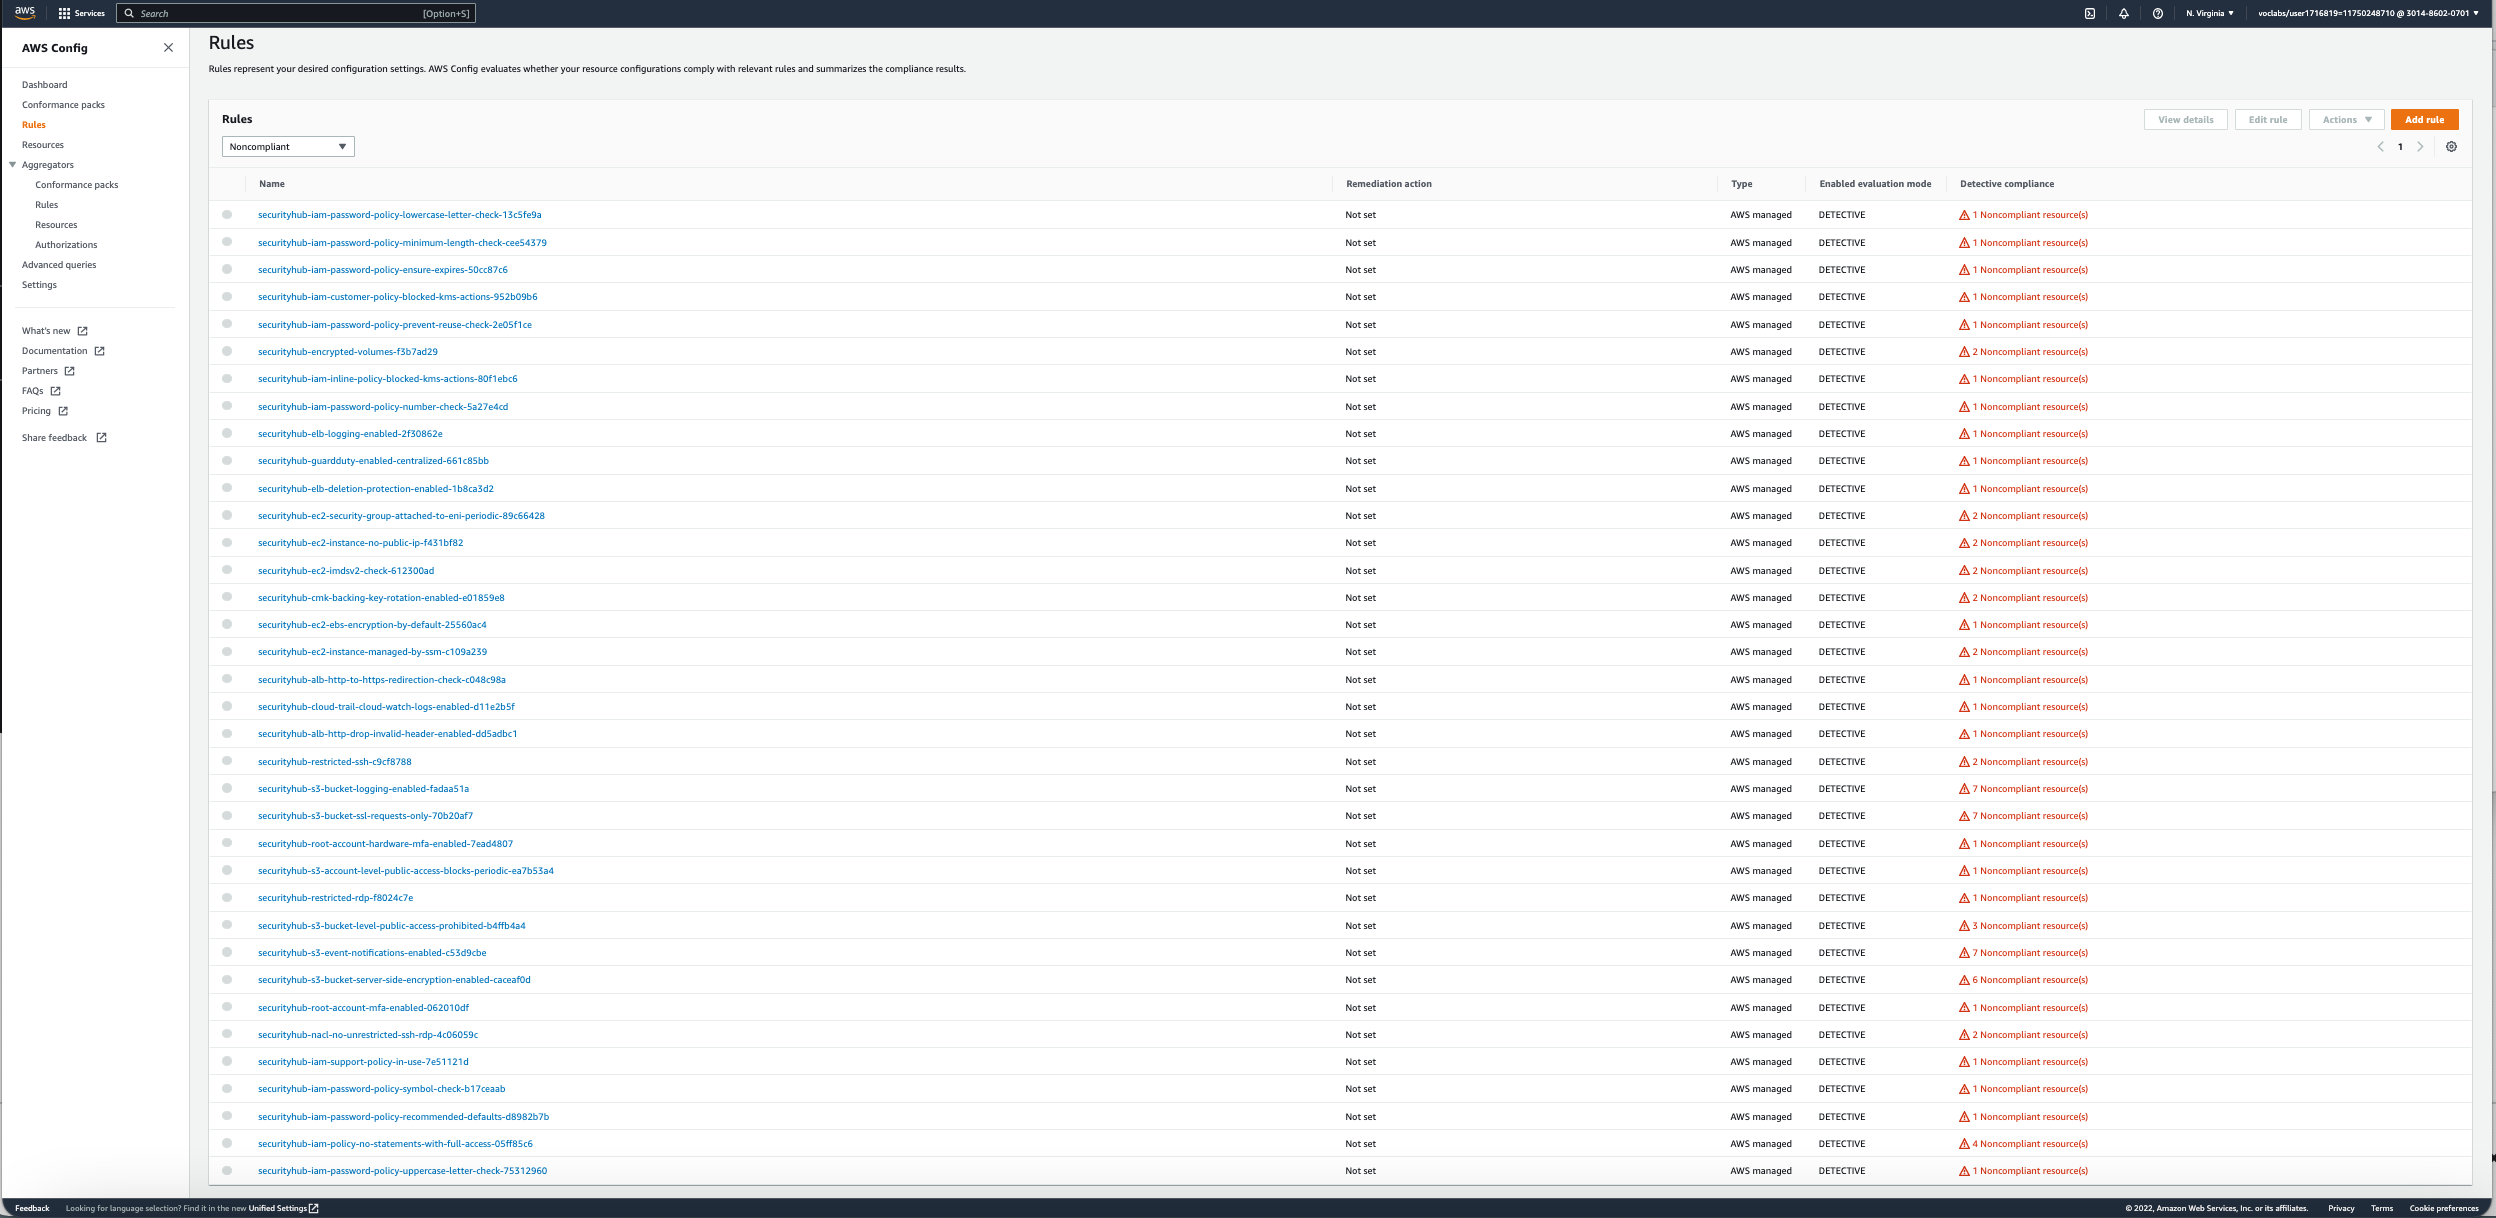 aws Services Search [Option+S] N. Virginia ▼ voclabs/user1716819=11750248710 @ 3014-8602-0701 ▼
AWS Config
Dashboard
Conformance packs
Rules
Resources
Aggregators
Conformance packs
Rules
Resources
Authorizations
Advanced queries
Settings
What's new
Documentation
Partners
FAQs
Pricing
Share feedback
Rules
Rules represent your desired configuration settings. AWS Config evaluates whether your resource configurations comply with relevant rules and summarizes the compliance results.
Rules
View details Edit rule Actions Add rule
Noncompliant
1
Name Remediation action Type Enabled evaluation mode Detective compliance
securityhub-iam-password-policy-lowercase-letter-check-13c5fe9a Not set AWS managed DETECTIVE 1 Noncompliant resource(s)
securityhub-iam-password-policy-minimum-length-check-cee54379 Not set AWS managed DETECTIVE 1 Noncompliant resource(s)
securityhub-iam-password-policy-ensure-expires-50cc87c6 Not set AWS managed DETECTIVE 1 Noncompliant resource(s)
securityhub-iam-customer-policy-blocked-kms-actions-952b09b6 Not set AWS managed DETECTIVE 1 Noncompliant resource(s)
securityhub-iam-password-policy-prevent-reuse-check-2e05f1ce Not set AWS managed DETECTIVE 1 Noncompliant resource(s)
securityhub-encrypted-volumes-f3b7ad29 Not set AWS managed DETECTIVE 2 Noncompliant resource(s)
securityhub-iam-inline-policy-blocked-kms-actions-80f1ebc6 Not set AWS managed DETECTIVE 1 Noncompliant resource(s)
securityhub-iam-password-policy-number-check-5a27e4cd Not set AWS managed DETECTIVE 1 Noncompliant resource(s)
securityhub-elb-logging-enabled-2f30862e Not set AWS managed DETECTIVE 1 Noncompliant resource(s)
securityhub-guardduty-enabled-centralized-661c85bb Not set AWS managed DETECTIVE 1 Noncompliant resource(s)
securityhub-elb-deletion-protection-enabled-1b8ca3d2 Not set AWS managed DETECTIVE 1 Noncompliant resource(s)
securityhub-ec2-security-group-attached-to-eni-periodic-89c66428 Not set AWS managed DETECTIVE 2 Noncompliant resource(s)
securityhub-ec2-instance-no-public-ip-f431bf82 Not set AWS managed DETECTIVE 2 Noncompliant resource(s)
securityhub-ec2-imdsv2-check-612300ad Not set AWS managed DETECTIVE 2 Noncompliant resource(s)
securityhub-cmk-backing-key-rotation-enabled-e01859e8 Not set AWS managed DETECTIVE 2 Noncompliant resource(s)
securityhub-ec2-ebs-encryption-by-default-25560ac4 Not set AWS managed DETECTIVE 1 Noncompliant resource(s)
securityhub-ec2-instance-managed-by-ssm-c109a239 Not set AWS managed DETECTIVE 2 Noncompliant resource(s)
securityhub-alb-http-to-https-redirection-check-c048c98a Not set AWS managed DETECTIVE 1 Noncompliant resource(s)
securityhub-cloud-trail-cloud-watch-logs-enabled-d11e2b5f Not set AWS managed DETECTIVE 1 Noncompliant resource(s)
securityhub-alb-http-drop-invalid-header-enabled-dd5adbc1 Not set AWS managed DETECTIVE 1 Noncompliant resource(s)
securityhub-restricted-ssh-c9cf8788 Not set AWS managed DETECTIVE 2 Noncompliant resource(s)
securityhub-s3-bucket-logging-enabled-fadaa51a Not set AWS managed DETECTIVE 7 Noncompliant resource(s)
securityhub-s3-bucket-ssl-requests-only-70b20af7 Not set AWS managed DETECTIVE 7 Noncompliant resource(s)
securityhub-root-account-hardware-mfa-enabled-7ead4807 Not set AWS managed DETECTIVE 1 Noncompliant resource(s)
securityhub-s3-account-level-public-access-blocks-periodic-ea7b53a4 Not set AWS managed DETECTIVE 1 Noncompliant resource(s)
securityhub-restricted-rdp-f8024c7e Not set AWS managed DETECTIVE 1 Noncompliant resource(s)
securityhub-s3-bucket-level-public-access-prohibited-b4ffb4a4 Not set AWS managed DETECTIVE 3 Noncompliant resource(s)
securityhub-s3-event-notifications-enabled-c53d9cbe Not set AWS managed DETECTIVE 7 Noncompliant resource(s)
securityhub-s3-bucket-server-side-encryption-enabled-caceaf0d Not set AWS managed DETECTIVE 6 Noncompliant resource(s)
securityhub-root-account-mfa-enabled-062010df Not set AWS managed DETECTIVE 1 Noncompliant resource(s)
securityhub-nacl-no-unrestricted-ssh-rdp-4c06059c Not set AWS managed DETECTIVE 2 Noncompliant resource(s)
securityhub-iam-support-policy-in-use-7e51121d Not set AWS managed DETECTIVE 1 Noncompliant resource(s)
securityhub-iam-password-policy-symbol-check-b17ceaab Not set AWS managed DETECTIVE 1 Noncompliant resource(s)
securityhub-iam-password-policy-recommended-defaults-d8982b7b Not set AWS managed DETECTIVE 1 Noncompliant resource(s)
securityhub-iam-policy-no-statements-with-full-access-05ff85c6 Not set AWS managed DETECTIVE 4 Noncompliant resource(s)
securityhub-iam-password-policy-uppercase-letter-check-75312960 Not set AWS managed DETECTIVE 1 Noncompliant resource(s)
Feedback Looking for language selection? Find it in the new Unified Settings © 2022, Amazon Web Services, Inc. or its affiliates. Privacy Terms Cookie preferences